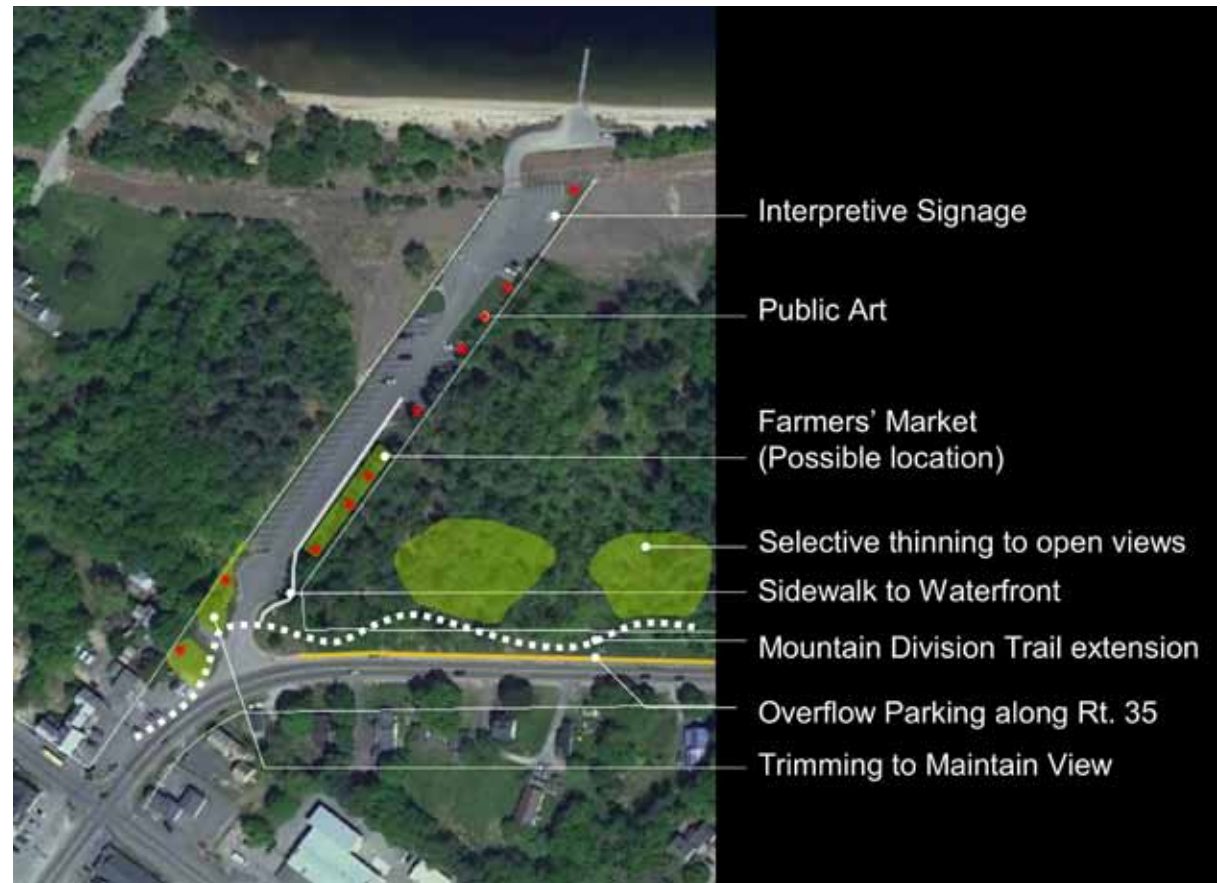 Interpretive Signage
Public Art
Farmers’ Market
(Possible location)
Selective thinning to open views
Sidewalk to Waterfront
Mountain Division Trail extension
Overflow Parking along Rt. 35
Trimming to Maintain View